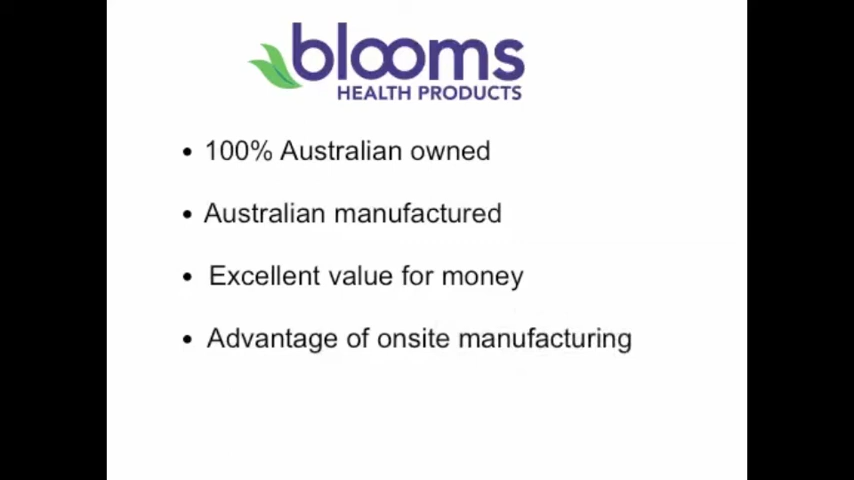 blooms
HEALTH PRODUCTS
• 100% Australian owned
• Australian manufactured
• Excellent value for money
• Advantage of onsite manufacturing